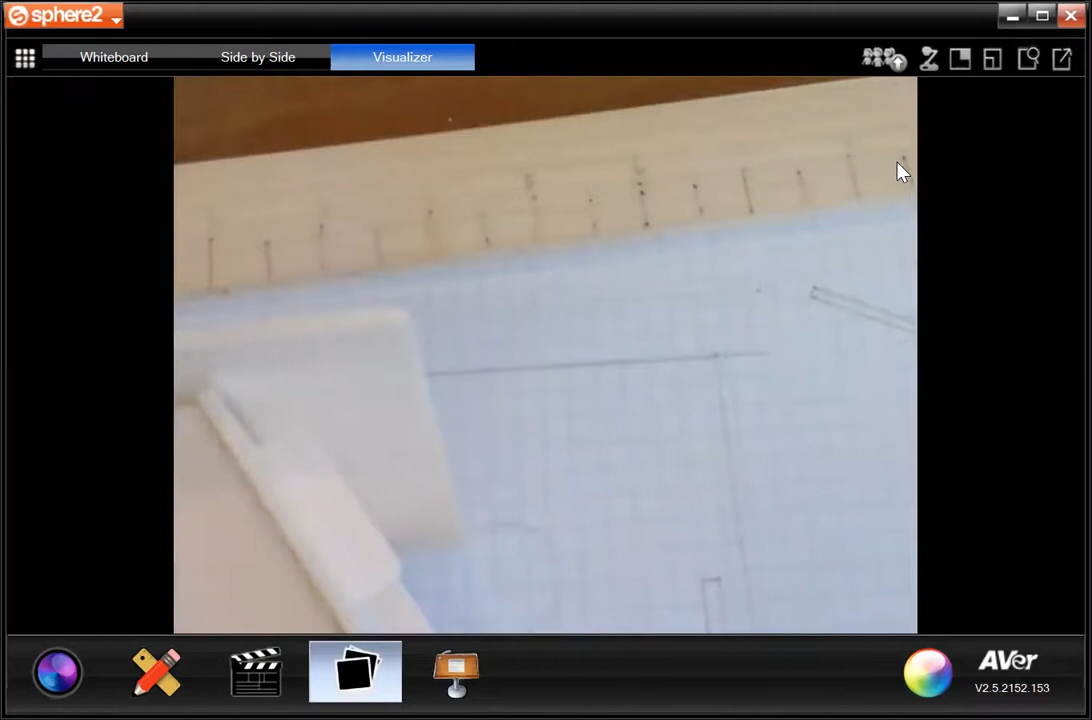 sphere2
Whiteboard
Side by Side
Visualizer
AVer
V2.5.2152.153